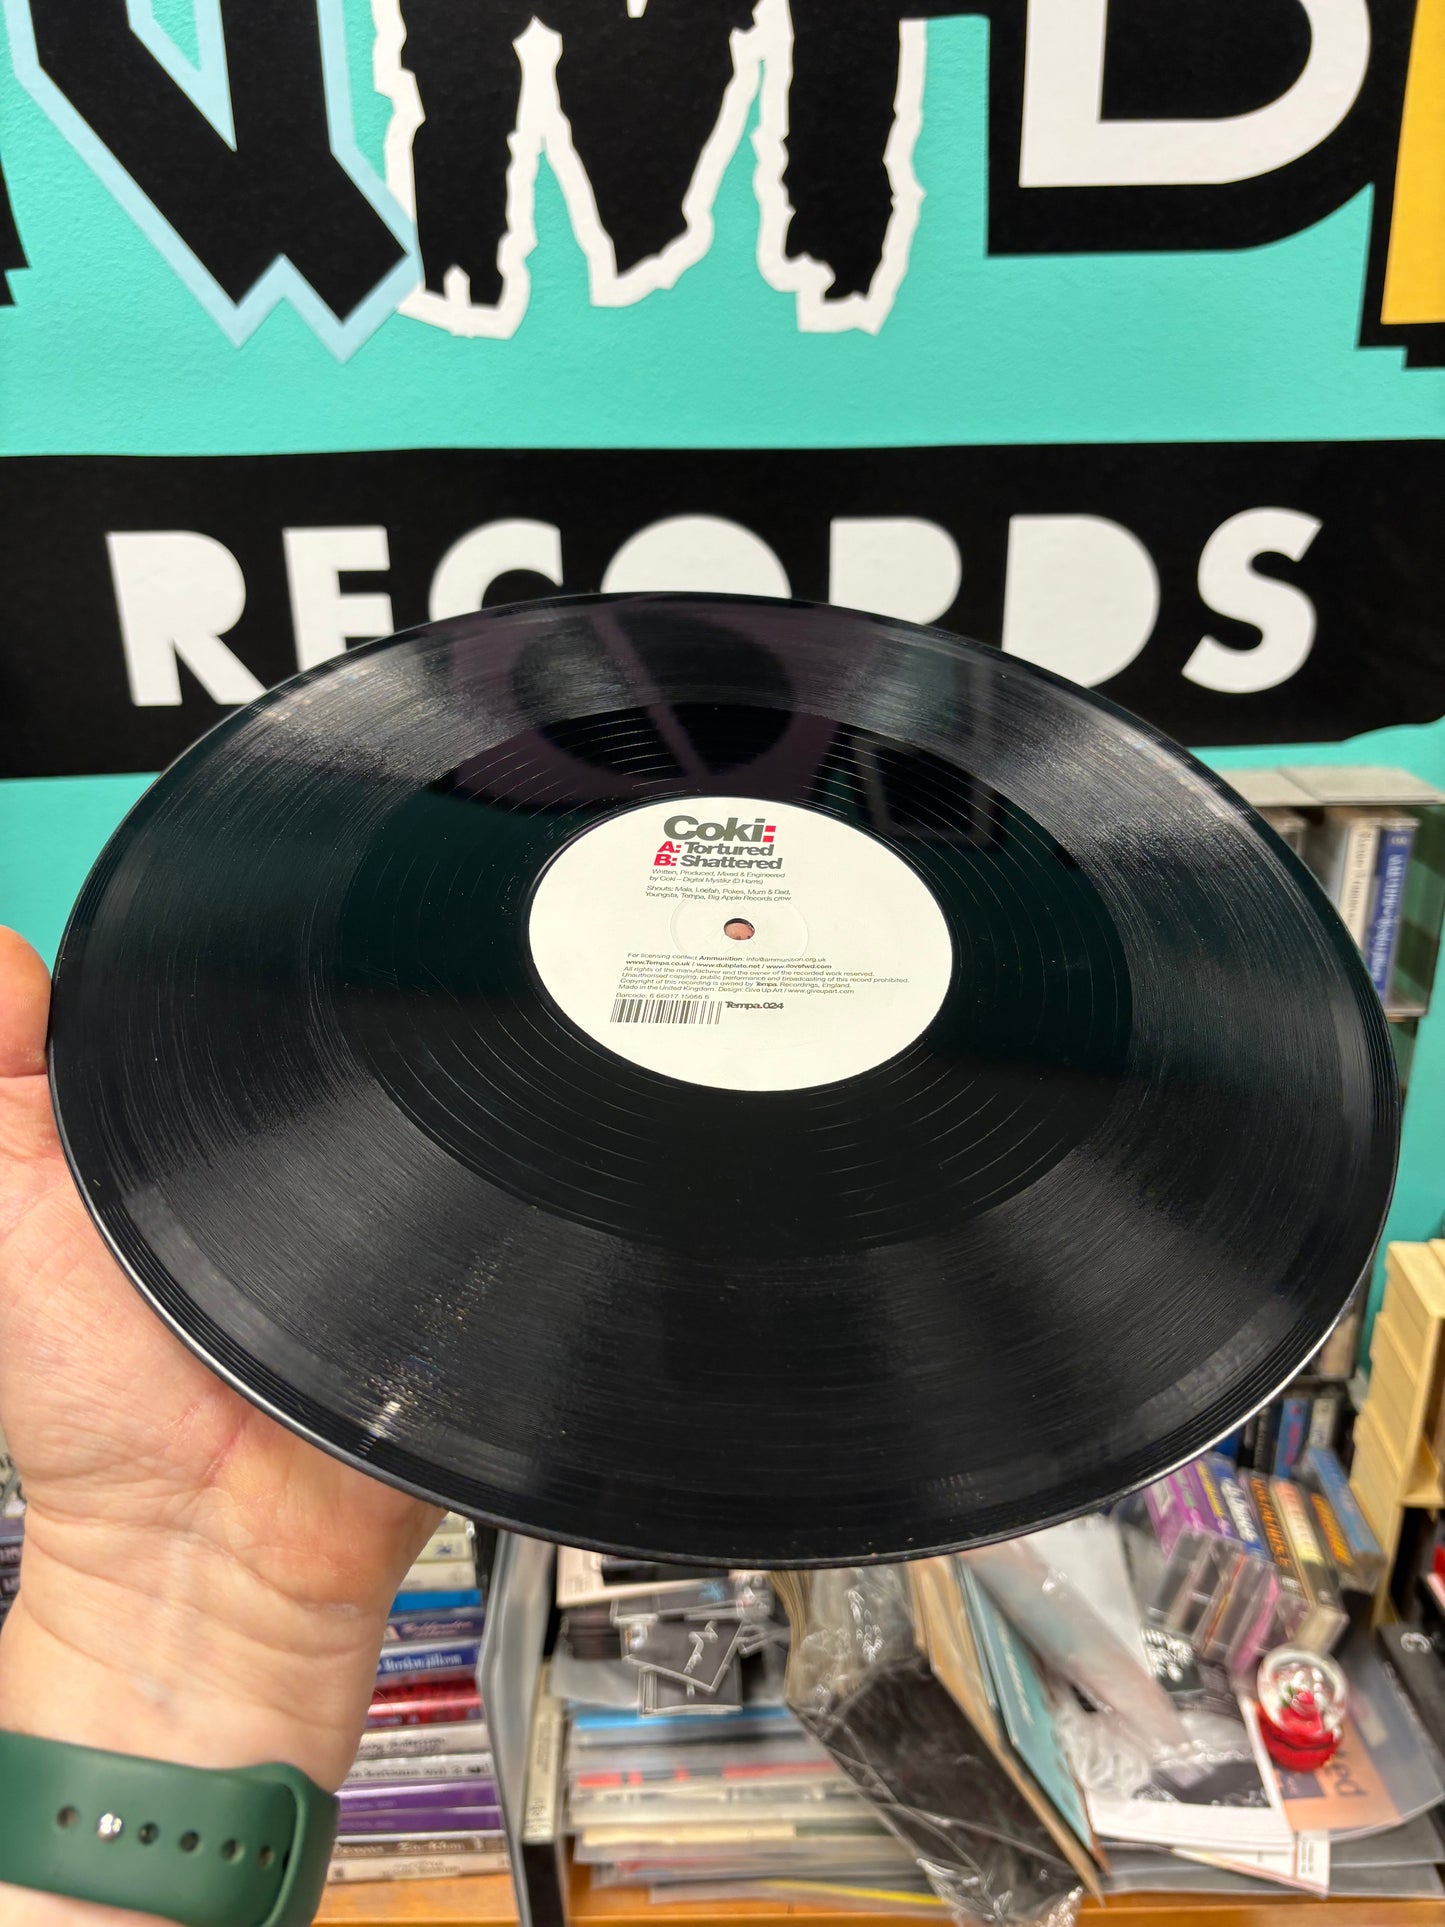 RECORDS
Coki:
A: Tortured
B: Shattered
Written, Produced, Mixed & Engineered
by Coki – Digital Mystikz (D.Harris)
Shouts: Mala, Loefah, Pokes, Mum & Dad,
Youngsta, Tempa, Big Apple Records crew
For licensing contact Ammunition: info@ammunition.org.uk
www.Tempa.co.uk / www.dubplate.net / www.ilovefwd.com
All rights of the manufacturer and the owner of the recorded work reserved.
Unauthorised copying, public performance and broadcasting of this record prohibited.
Copyright of this recording is owned by Tempa. Recordings, England.
Made in the United Kingdom. Design: Give Up Art / www.giveupart.com
Barcode: 6 66017 15066 6
Tempa.024